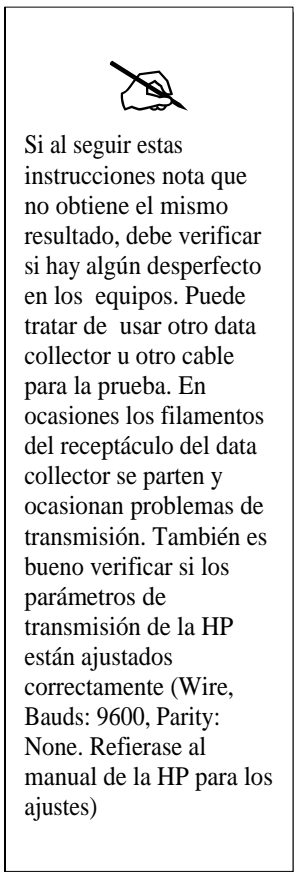 Si al seguir estas
instrucciones nota que
no obtiene el mismo
resultado, debe verificar
si hay algún desperfecto
en los equipos. Puede
tratar de usar otro data
collector u otro cable
para la prueba. En
ocasiones los filamentos
del receptáculo del data
collector se parten y
ocasionan problemas de
transmisión. También es
bueno verificar si los
parámetros de
transmisión de la HP
están ajustados
correctamente (Wire,
Bauds: 9600, Parity:
None. Refierase al
manual de la HP para los
ajustes)